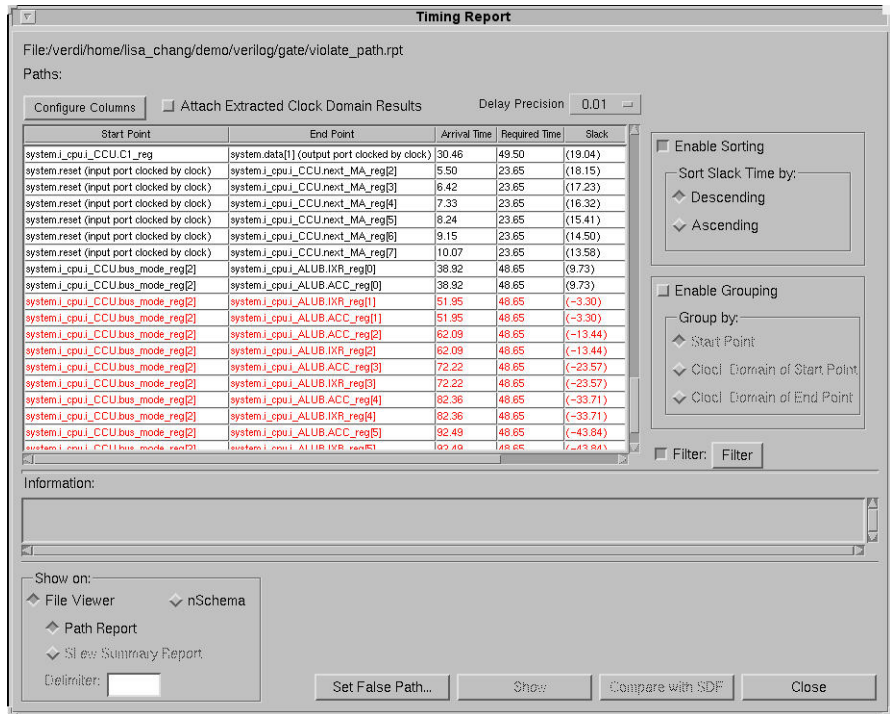 Timing Report
File:/verdi/home/lisa_chang/demo/verilog/gate/violate_path.rpt
Paths:
Configure Columns Attach Extracted Clock Domain Results Delay Precision 0.01
Start Point End Point Arrival Time Required Time Slack
system.i_cpu.i_CCU.C1_reg system.data[1] (output port clocked by clock) 30.46 49.50 (19.04)
system.reset (input port clocked by clock) system.i_cpu.i_CCU.next_MA_reg[2] 5.50 23.65 (18.15)
system.reset (input port clocked by clock) system.i_cpu.i_CCU.next_MA_reg[3] 6.42 23.65 (17.23)
system.reset (input port clocked by clock) system.i_cpu.i_CCU.next_MA_reg[4] 7.33 23.65 (16.32)
system.reset (input port clocked by clock) system.i_cpu.i_CCU.next_MA_reg[5] 8.24 23.65 (15.41)
system.reset (input port clocked by clock) system.i_cpu.i_CCU.next_MA_reg[6] 9.15 23.65 (14.50)
system.reset (input port clocked by clock) system.i_cpu.i_CCU.next_MA_reg[7] 10.07 23.65 (13.58)
system.i_cpu.i_CCU.bus_mode_reg[2] system.i_cpu.i_ALUB.IXR_reg[0] 38.92 48.65 (9.73)
system.i_cpu.i_CCU.bus_mode_reg[2] system.i_cpu.i_ALUB.ACC_reg[0] 38.92 48.65 (9.73)
system.i_cpu.i_CCU.bus_mode_reg[2] system.i_cpu.i_ALUB.IXR_reg[1] 51.95 48.65 (-3.30)
system.i_cpu.i_CCU.bus_mode_reg[2] system.i_cpu.i_ALUB.ACC_reg[1] 51.95 48.65 (-3.30)
system.i_cpu.i_CCU.bus_mode_reg[2] system.i_cpu.i_ALUB.ACC_reg[2] 62.09 48.65 (-13.44)
system.i_cpu.i_CCU.bus_mode_reg[2] system.i_cpu.i_ALUB.IXR_reg[2] 62.09 48.65 (-13.44)
system.i_cpu.i_CCU.bus_mode_reg[2] system.i_cpu.i_ALUB.ACC_reg[3] 72.22 48.65 (-23.57)
system.i_cpu.i_CCU.bus_mode_reg[2] system.i_cpu.i_ALUB.IXR_reg[3] 72.22 48.65 (-23.57)
system.i_cpu.i_CCU.bus_mode_reg[2] system.i_cpu.i_ALUB.ACC_reg[4] 82.36 48.65 (-33.71)
system.i_cpu.i_CCU.bus_mode_reg[2] system.i_cpu.i_ALUB.IXR_reg[4] 82.36 48.65 (-33.71)
system.i_cpu.i_CCU.bus_mode_reg[2] system.i_cpu.i_ALUB.ACC_reg[5] 92.49 48.65 (-43.84)
system.i_cpu.i_CCU.bus_mode_reg[2] system.i_cpu.i_ALUB.IXR_reg[5] 92.49 48.65 (-43.84)
Enable Sorting
Sort Slack Time by:
Descending
Ascending
Enable Grouping
Group by:
Start Point
Clocl Domain of Start Point
Clocl Domain of End Point
Filter: Filter
Information:
Show on:
File Viewer nSchema
Path Report
Slew Summary Report
Delimiter:
Set False Path... Show Compare with SDF Close